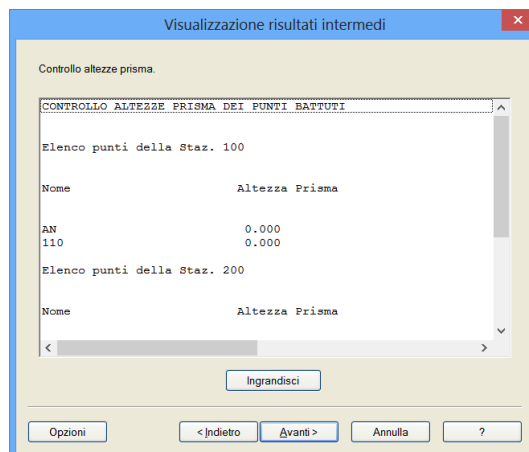 Visualizzazione risultati intermedi
x
Controllo altezze prisma.
CONTROLLO ALTEZZE PRISMA DEI PUNTI BATTUTI
Elenco punti della Staz. 100
Nome Altezza Prisma
AN 0.000
110 0.000
Elenco punti della Staz. 200
Nome Altezza Prisma
Ingrandisci
Opzioni < Indietro Avanti > Annulla ?